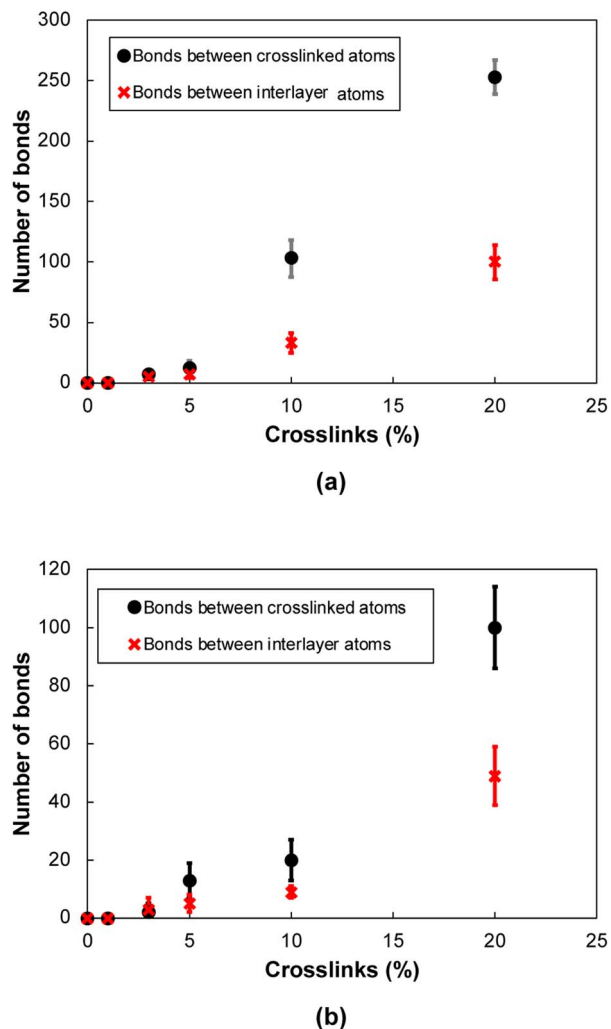 300
250
200
150
100
50
0
Number of bonds
Bonds between crosslinked atoms
Bonds between interlayer atoms
0 5 10 15 20 25
Crosslinks (%)
(a)
120
100
80
60
40
20
0
Number of bonds
Bonds between crosslinked atoms
Bonds between interlayer atoms
0 5 10 15 20 25
Crosslinks (%)
(b)